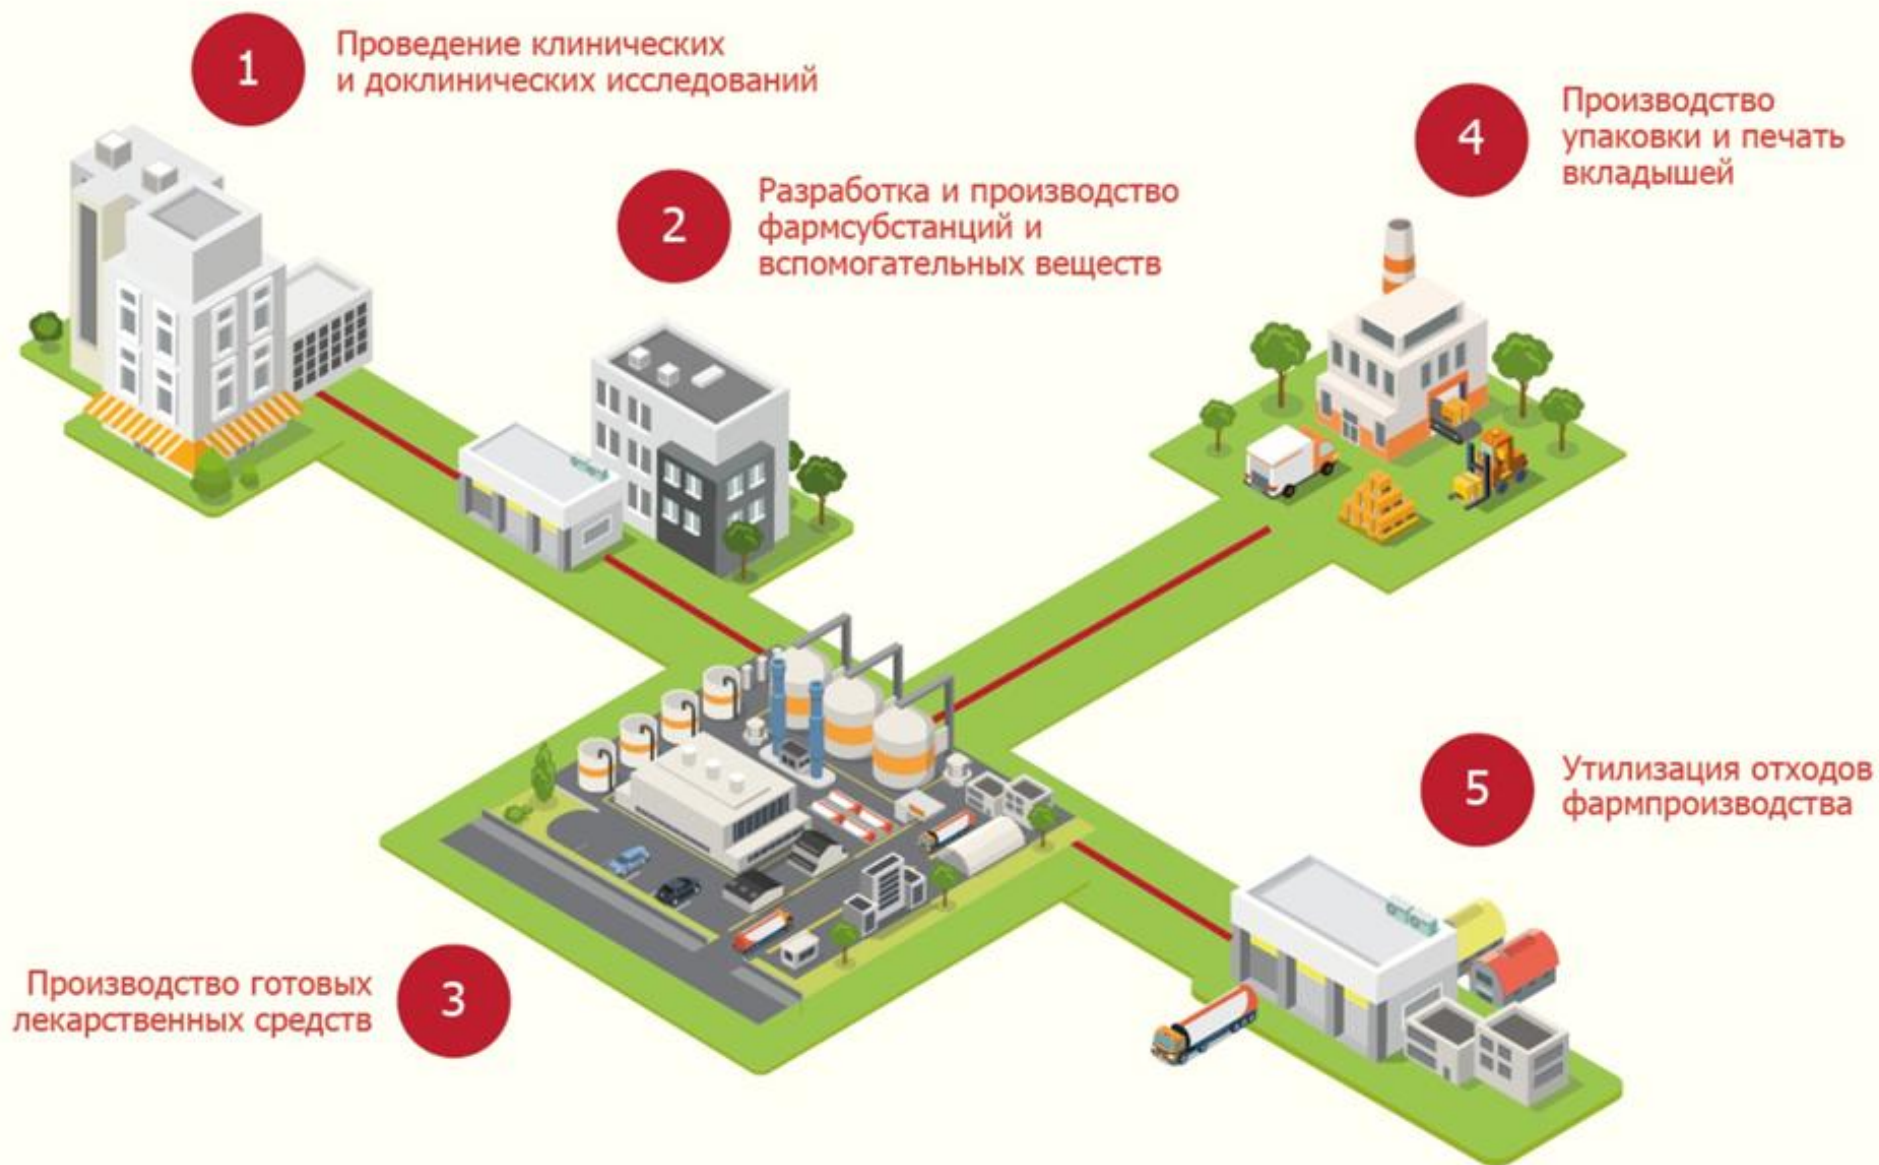 1
Проведение клинических
и доклинических исследований
2
Разработка и производство
фармсубстанций и
вспомогательных веществ
4
Производство
упаковки и печать
вкладышей
5
Утилизация отходов
фармпроизводства
Производство готовых
лекарственных средств
3